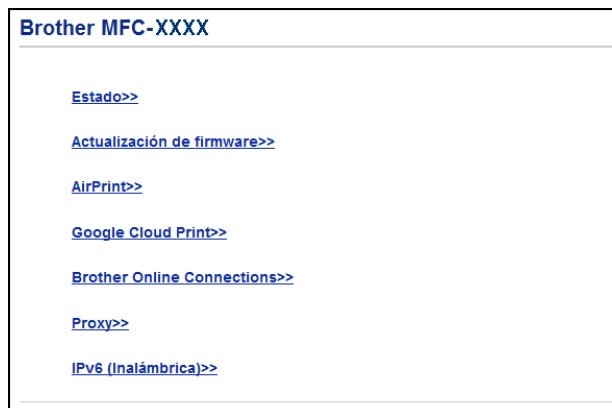 Brother MFC-XXXX
Estado>>
Actualización de firmware>>
AirPrint>>
Google Cloud Print>>
Brother Online Connections>>
Proxy>>
IPv6 (Inalámbrica)>>